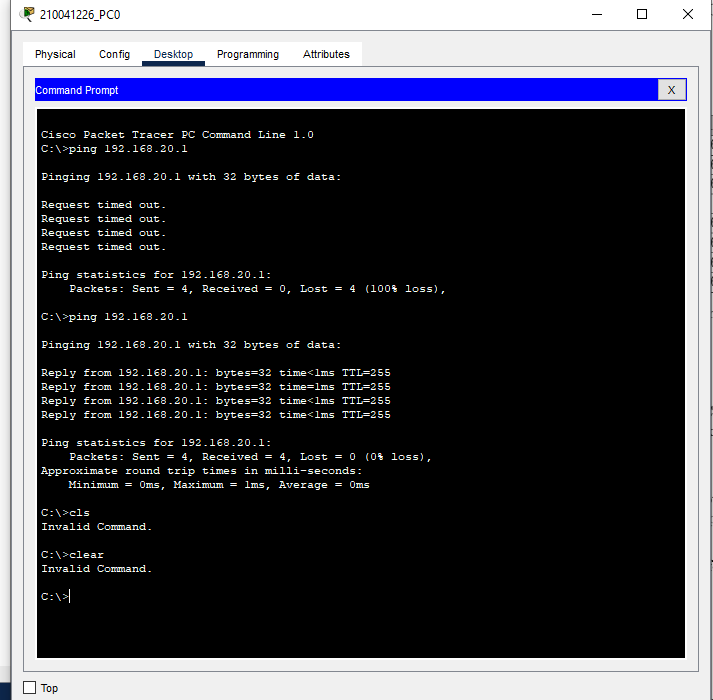 210041226_PC0
Physical Config Desktop Programming Attributes
Command Prompt X
Cisco Packet Tracer PC Command Line 1.0
C:\>ping 192.168.20.1
Pinging 192.168.20.1 with 32 bytes of data:
Request timed out.
Request timed out.
Request timed out.
Request timed out.
Ping statistics for 192.168.20.1:
    Packets: Sent = 4, Received = 0, Lost = 4 (100% loss),
C:\>ping 192.168.20.1
Pinging 192.168.20.1 with 32 bytes of data:
Reply from 192.168.20.1: bytes=32 time<1ms TTL=255
Reply from 192.168.20.1: bytes=32 time=1ms TTL=255
Reply from 192.168.20.1: bytes=32 time<1ms TTL=255
Reply from 192.168.20.1: bytes=32 time<1ms TTL=255
Ping statistics for 192.168.20.1:
    Packets: Sent = 4, Received = 4, Lost = 0 (0% loss),
Approximate round trip times in milli-seconds:
    Minimum = 0ms, Maximum = 1ms, Average = 0ms
C:\>cls
Invalid Command.
C:\>clear
Invalid Command.
C:\>
Top